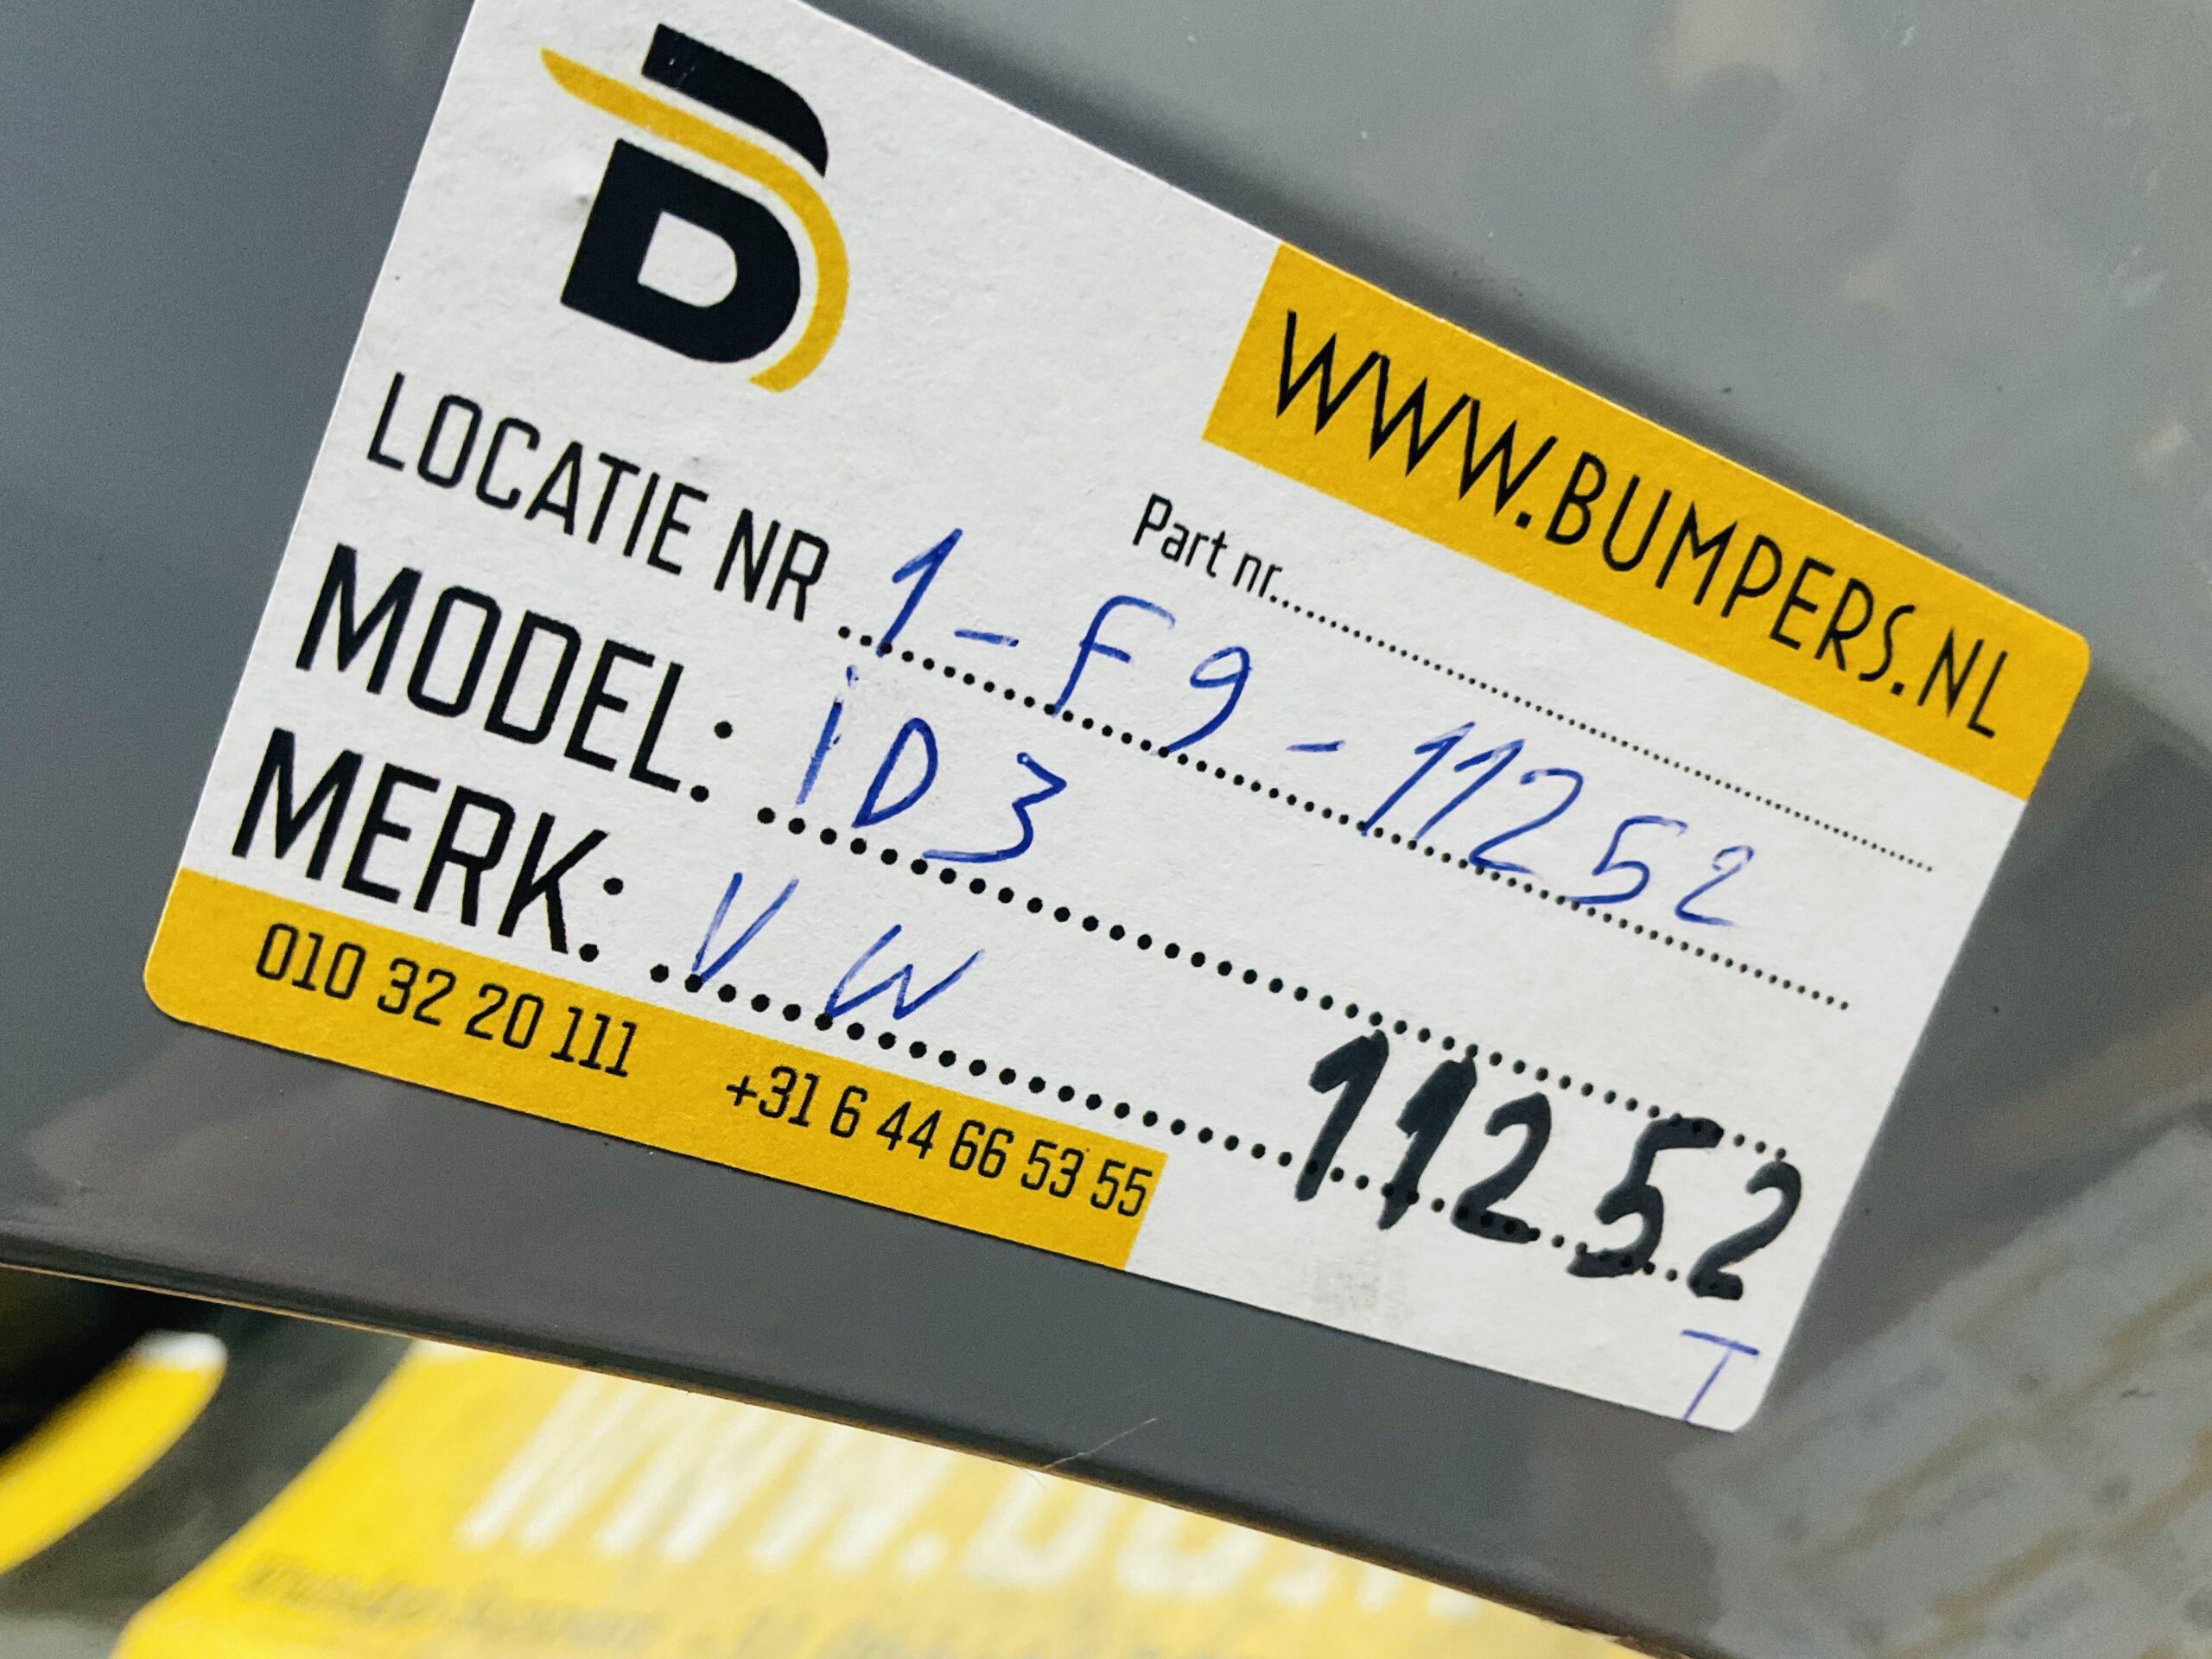 WWW.BUMPERS.NL
Part nr.
LOCATIE NR 1-F9-11252
MODEL: iD3
MERK: VW
11252
010 32 20 111 +31 6 44 66 53 55
T